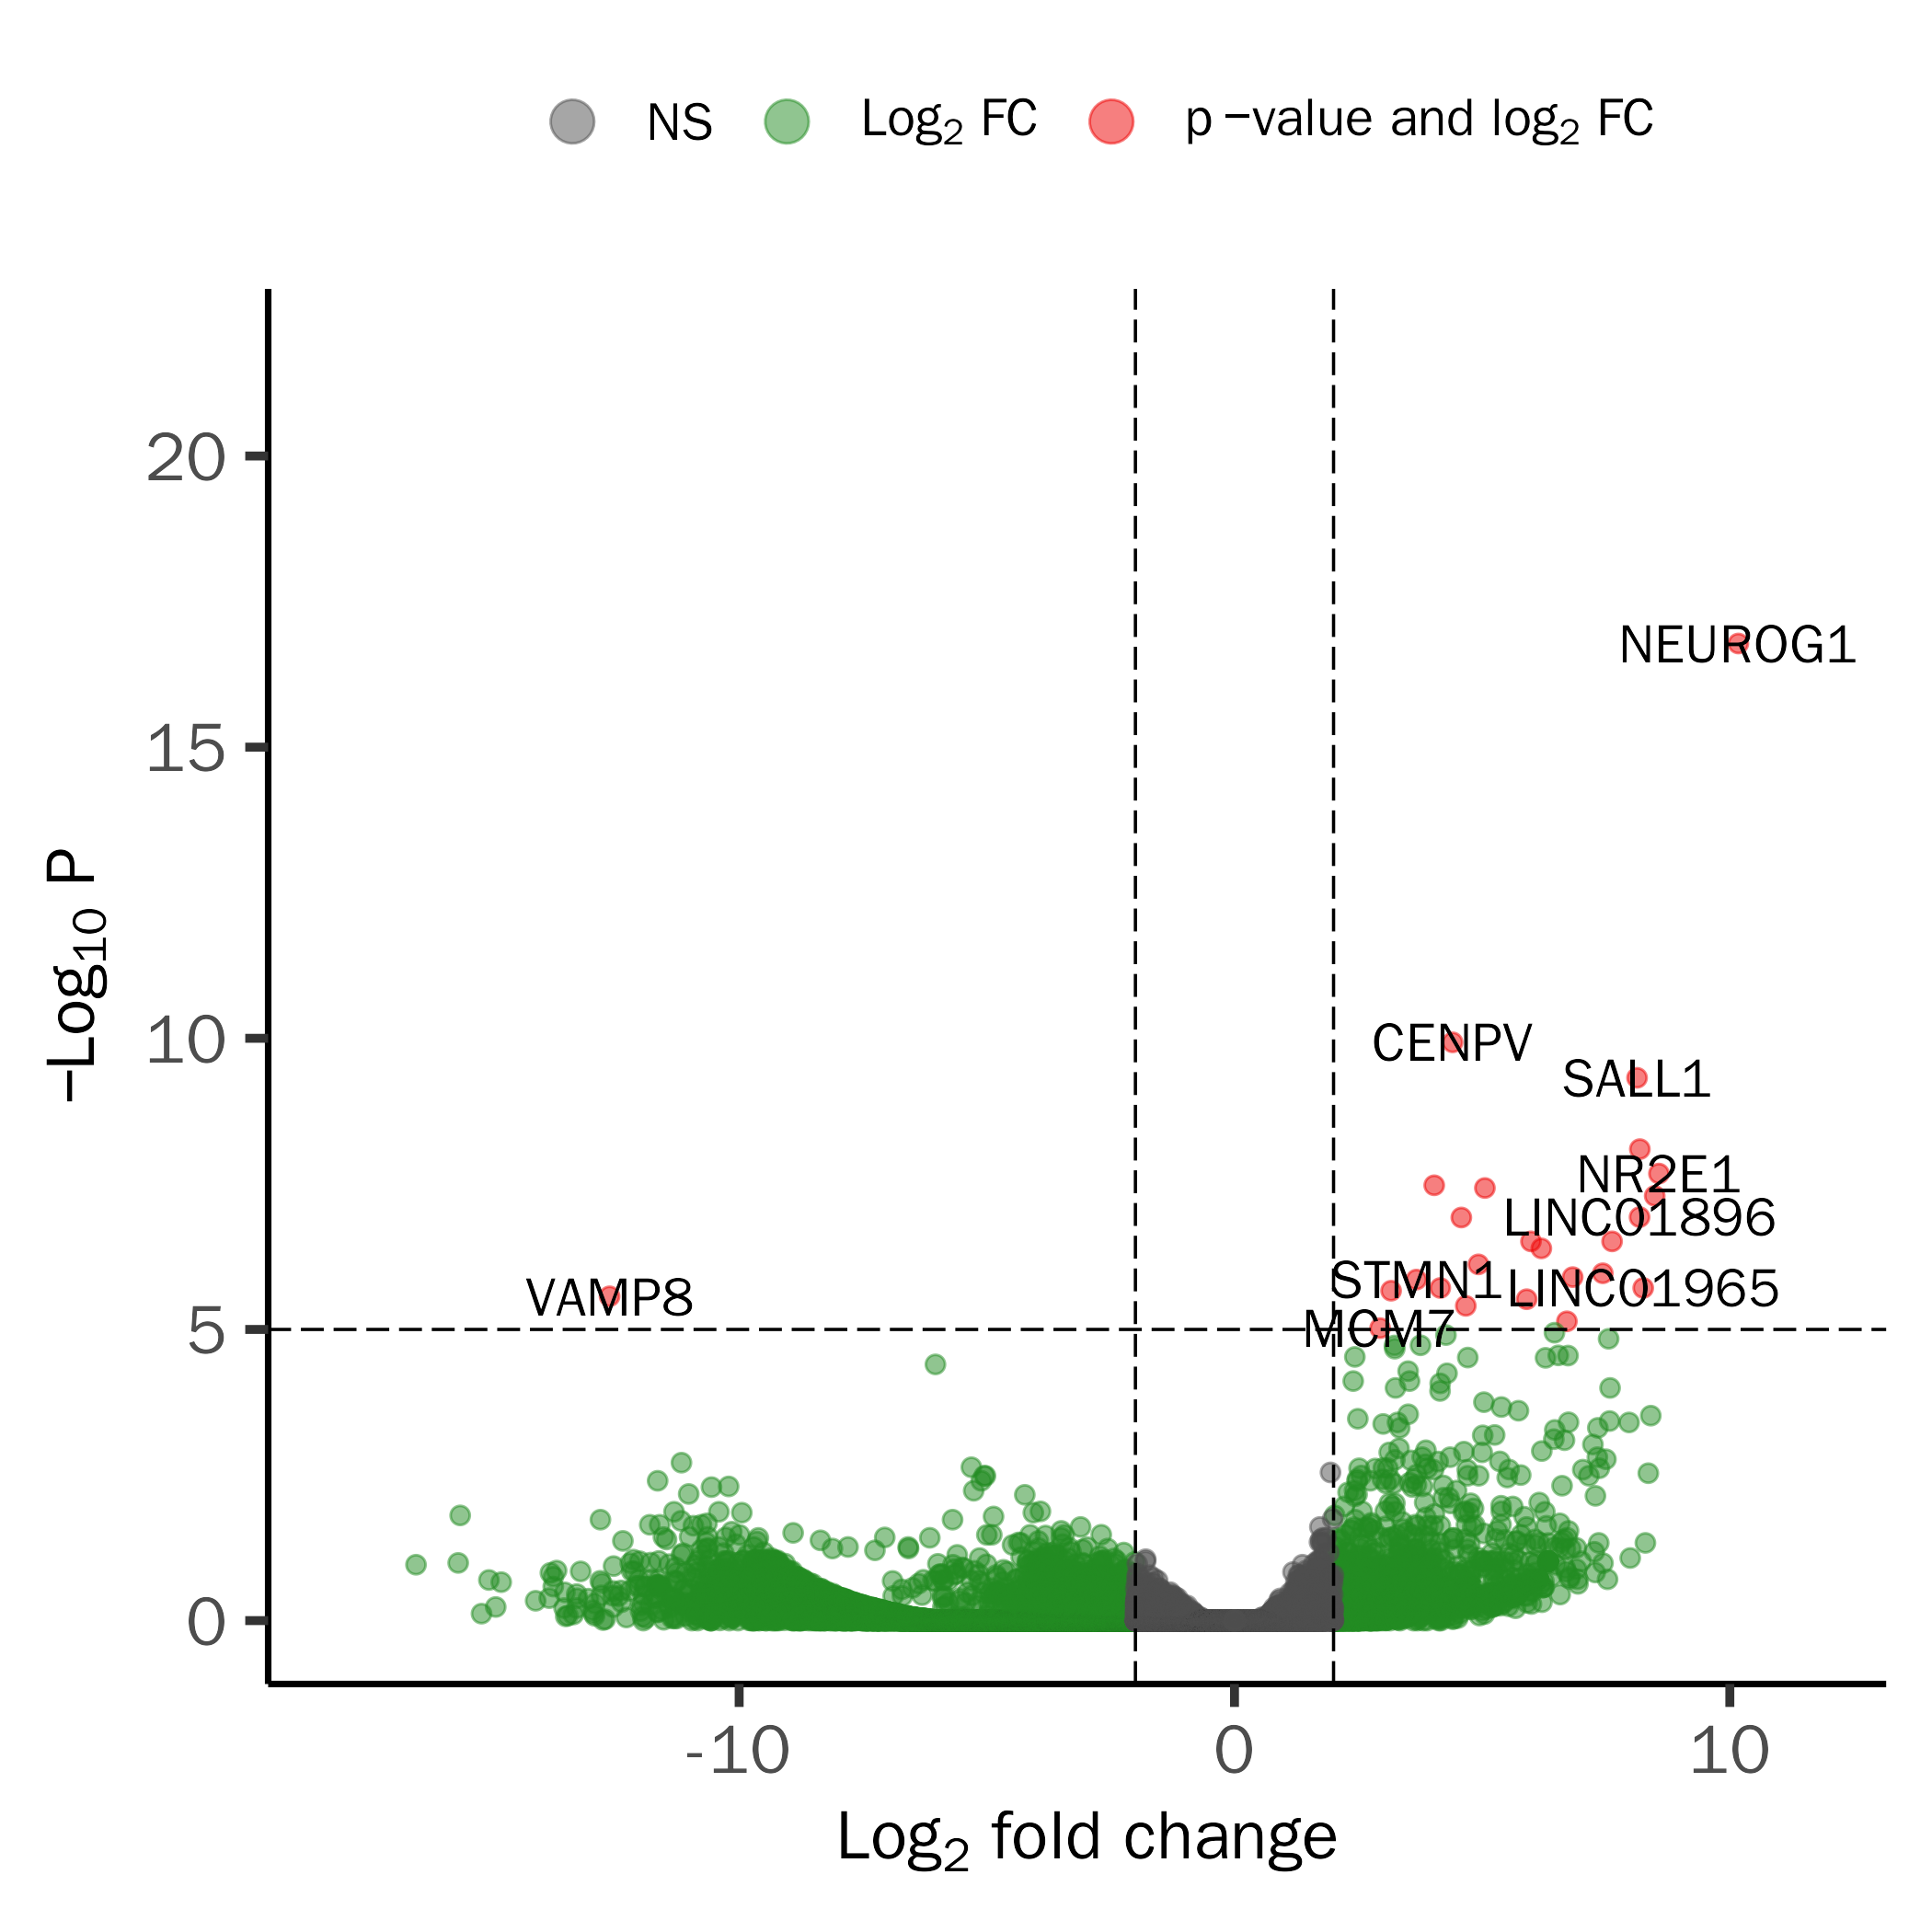 NS Log2 FC p −value and log2 FC
−Log10 P
20
15
10
5
0
NEUROG1
CENPV
SALL1
NR2E1
LINC01896
STMN1
LINC01965
VAMP8
MCM7
-10 0 10
Log2 fold change